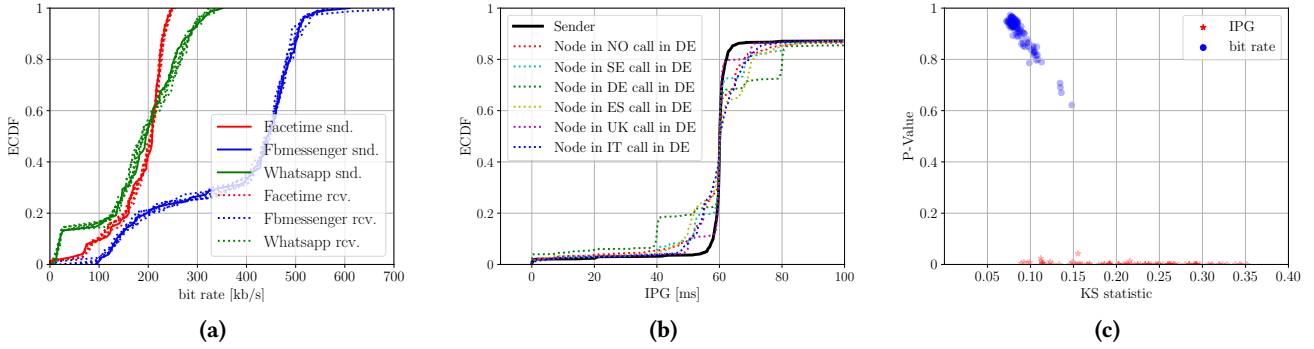 ECDF
1
0.8
0.6
0.4
0.2
0
0
100
200
300
400
500
600
700
bit rate [kb/s]
Facetime snd.
Fbmessenger snd.
Whatsapp snd.
Facetime rcv.
Fbmessenger rcv.
Whatsapp rcv.
(a)
ECDF
1
0.8
0.6
0.4
0.2
0
0
20
40
60
80
100
IPG [ms]
Sender
Node in NO call in DE
Node in SE call in DE
Node in DE call in DE
Node in ES call in DE
Node in UK call in DE
Node in IT call in DE
(b)
P-Value
1
0.8
0.6
0.4
0.2
0
0.05
0.10
0.15
0.20
0.25
0.30
0.35
0.40
KS statistic
IPG
bit rate
(c)